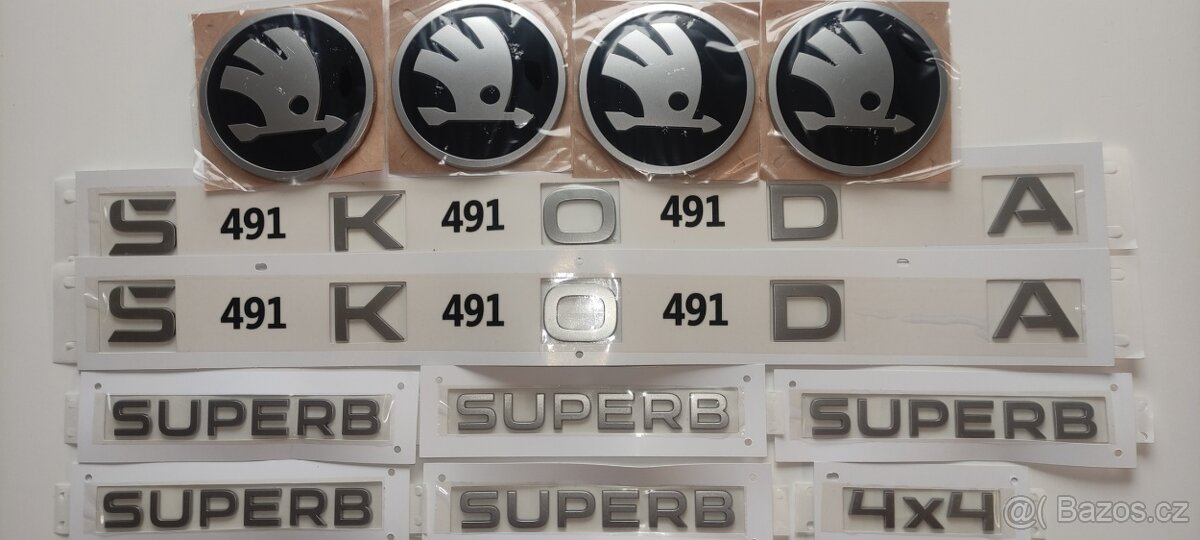 S 491 K 491 O 491 D A
S 491 K 491 O 491 D A
SUPERB SUPERB SUPERB
SUPERB SUPERB 4x4
@( Bazos.cz